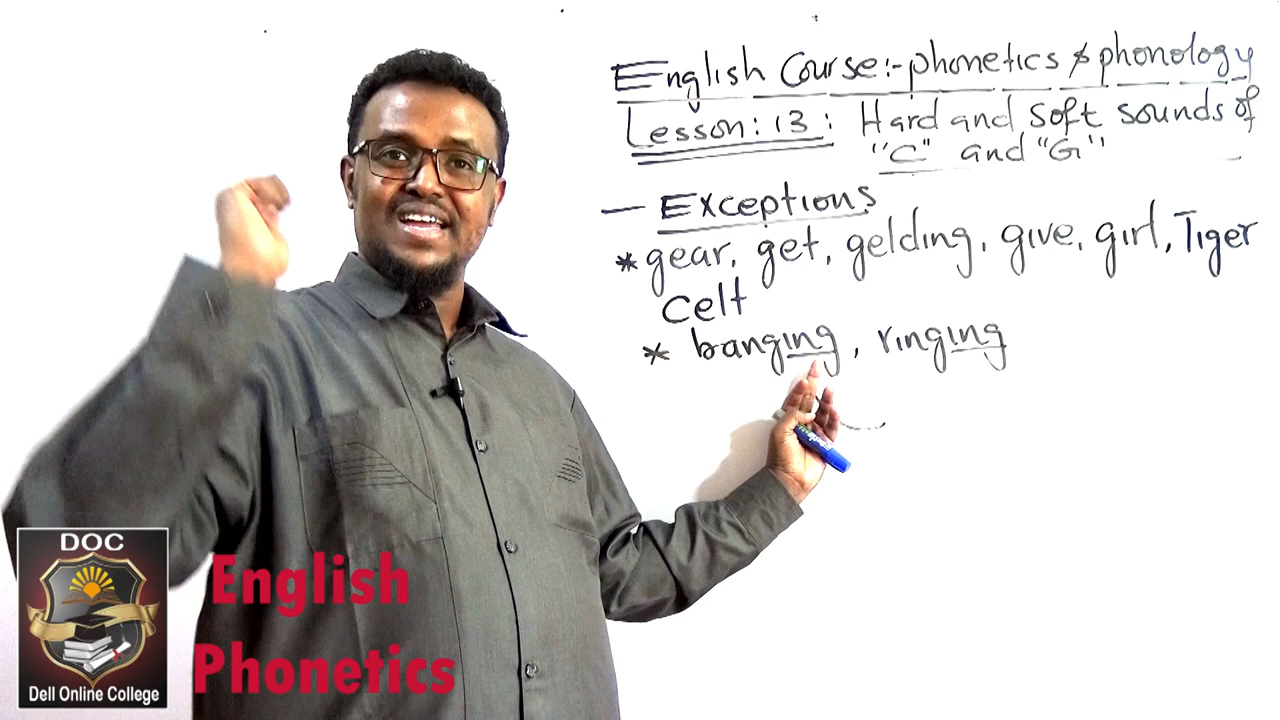 English Course:- phonetics & phonology
Lesson: 13: Hard and soft sounds of
"C" and "G"
— Exceptions
* gear, get, gelding, give, girl, Tiger
Celt
* banging, ringing
DOC
Dell Online College
English
Phonetics